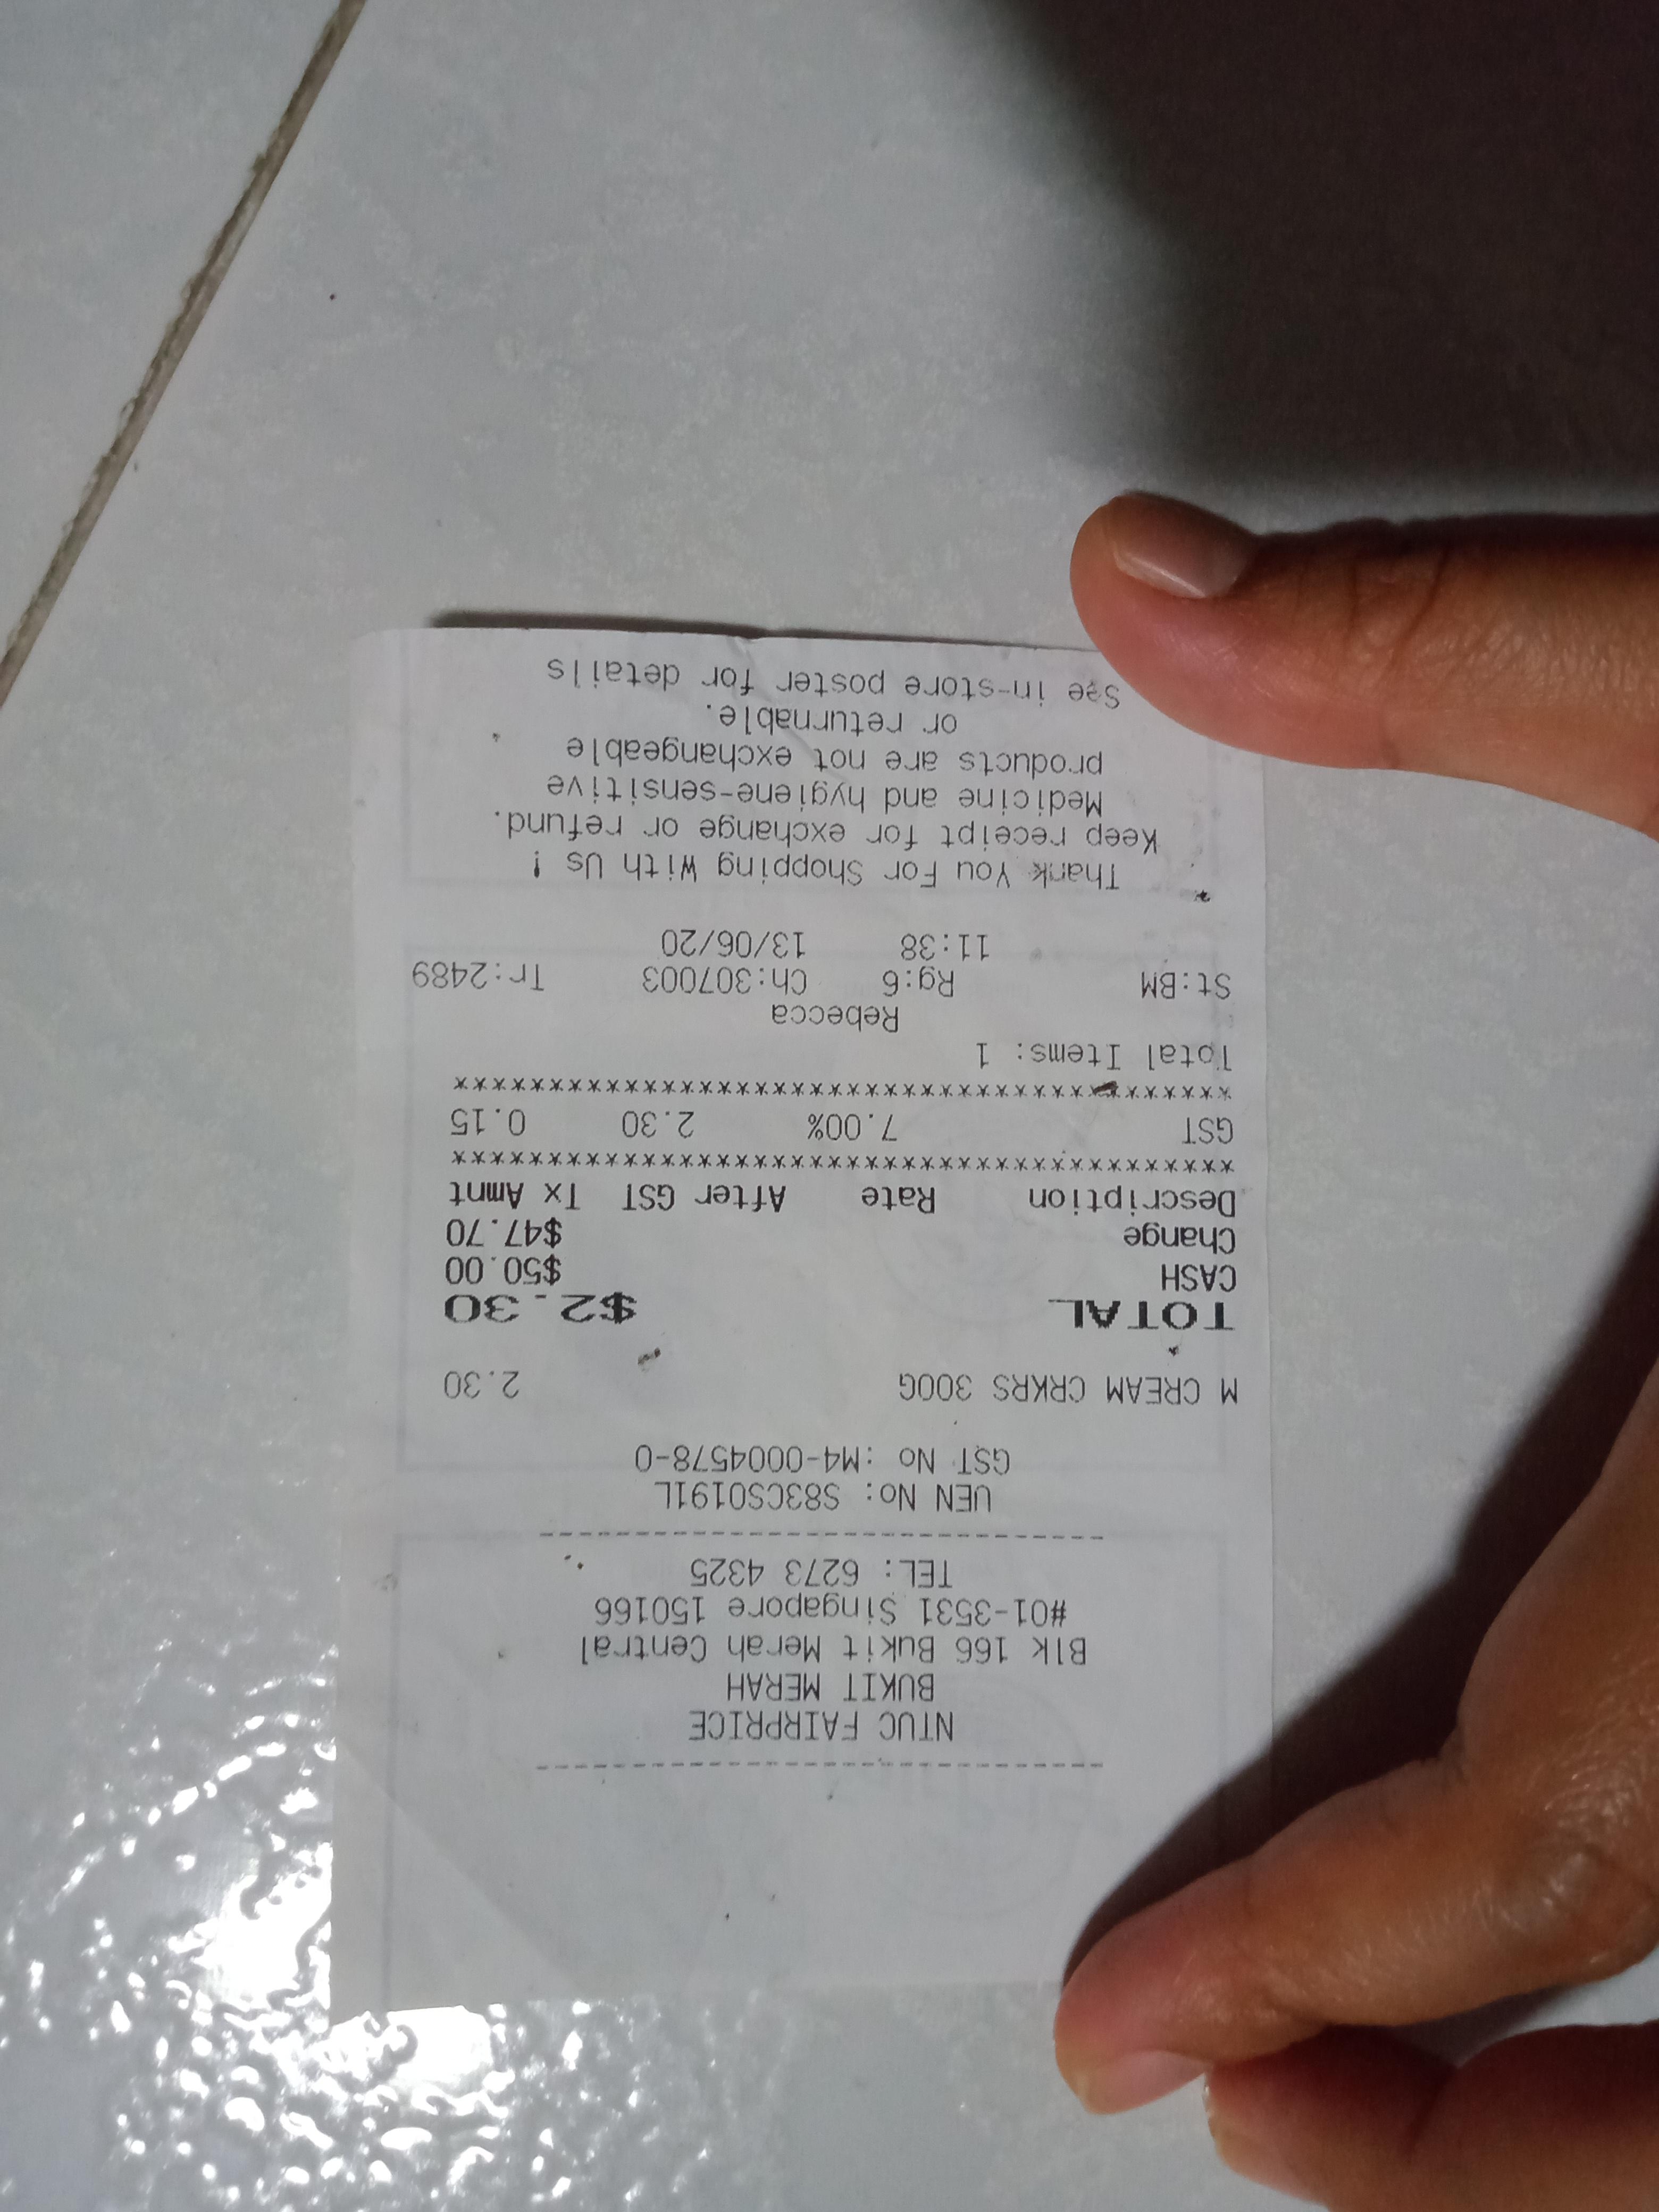 --------------------------------
NTUC FAIRPRICE
BUKIT MERAH
Blk 166 Bukit Merah Central
#01-3531 Singapore 150166
TEL: 6273 4325
--------------------------------
UEN No: S83CS0191L
GST No :M4-0004578-0
M CREAM CRKRS 300G 2.30
TOTAL $2.30
CASH $50.00
Change $47.70
Description Rate After GST Tx Amnt
******************************************
GST 7.00% 2.30 0.15
******************************************
Total Items: 1
Rebecca
St:BM Rg:6 Ch:307003 Tr:2489
11:38 13/06/20
Thank You For Shopping With Us !
Keep receipt for exchange or refund.
Medicine and hygiene-sensitive
products are not exchangeable
or returnable.
See in-store poster for details